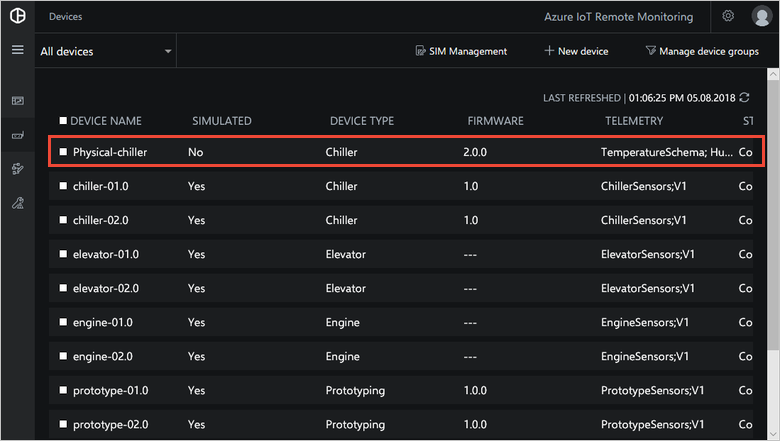 Devices Azure IoT Remote Monitoring
All devices SIM Management New device Manage device groups
LAST REFRESHED | 01:06:25 PM 05.08.2018
DEVICE NAME SIMULATED DEVICE TYPE FIRMWARE TELEMETRY ST
Physical-chiller No Chiller 2.0.0 TemperatureSchema; Hu... Co
chiller-01.0 Yes Chiller 1.0 ChillerSensors;V1 Co
chiller-02.0 Yes Chiller 1.0 ChillerSensors;V1 Co
elevator-01.0 Yes Elevator --- ElevatorSensors;V1 Co
elevator-02.0 Yes Elevator --- ElevatorSensors;V1 Co
engine-01.0 Yes Engine --- EngineSensors;V1 Co
engine-02.0 Yes Engine --- EngineSensors;V1 Co
prototype-01.0 Yes Prototyping 1.0.0 PrototypeSensors;V1 Co
prototype-02.0 Yes Prototyping 1.0.0 PrototypeSensors;V1 Co